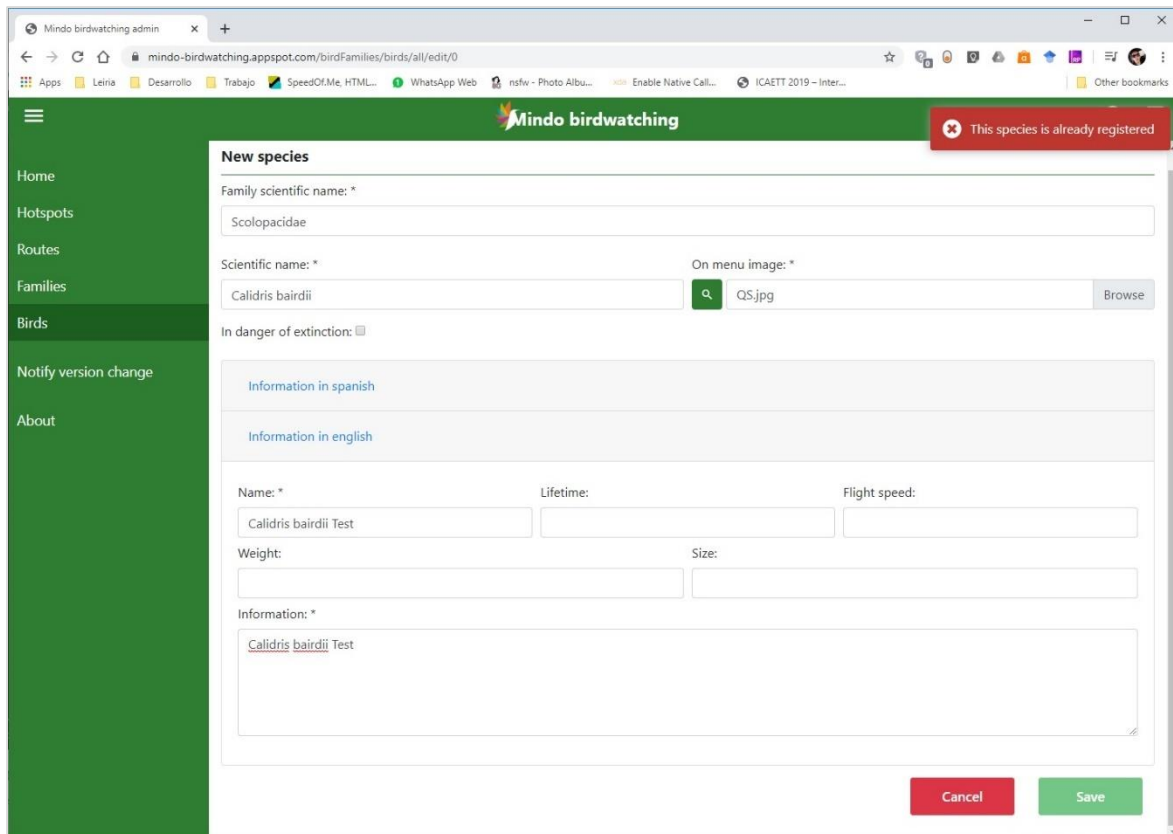 Mindo birdwatching admin
mindo-birdwatching.appspot.com/birdFamilies/birds/all/edit/0
Apps Leiria Desarrollo Trabajo SpeedOf.Me, HTML... WhatsApp Web nsfw - Photo Albu... Enable Native Call... ICAETT 2019 – Inter... Other bookmarks
Mindo birdwatching
This species is already registered
Home
Hotspots
Routes
Families
Birds
Notify version change
About
New species
Family scientific name: *
Scolopacidae
Scientific name: * On menu image: *
Calidris bairdii QS.jpg Browse
In danger of extinction:
Information in spanish
Information in english
Name: * Lifetime: Flight speed:
Calidris bairdii Test
Weight: Size:
Information: *
Calidris bairdii Test
Cancel Save